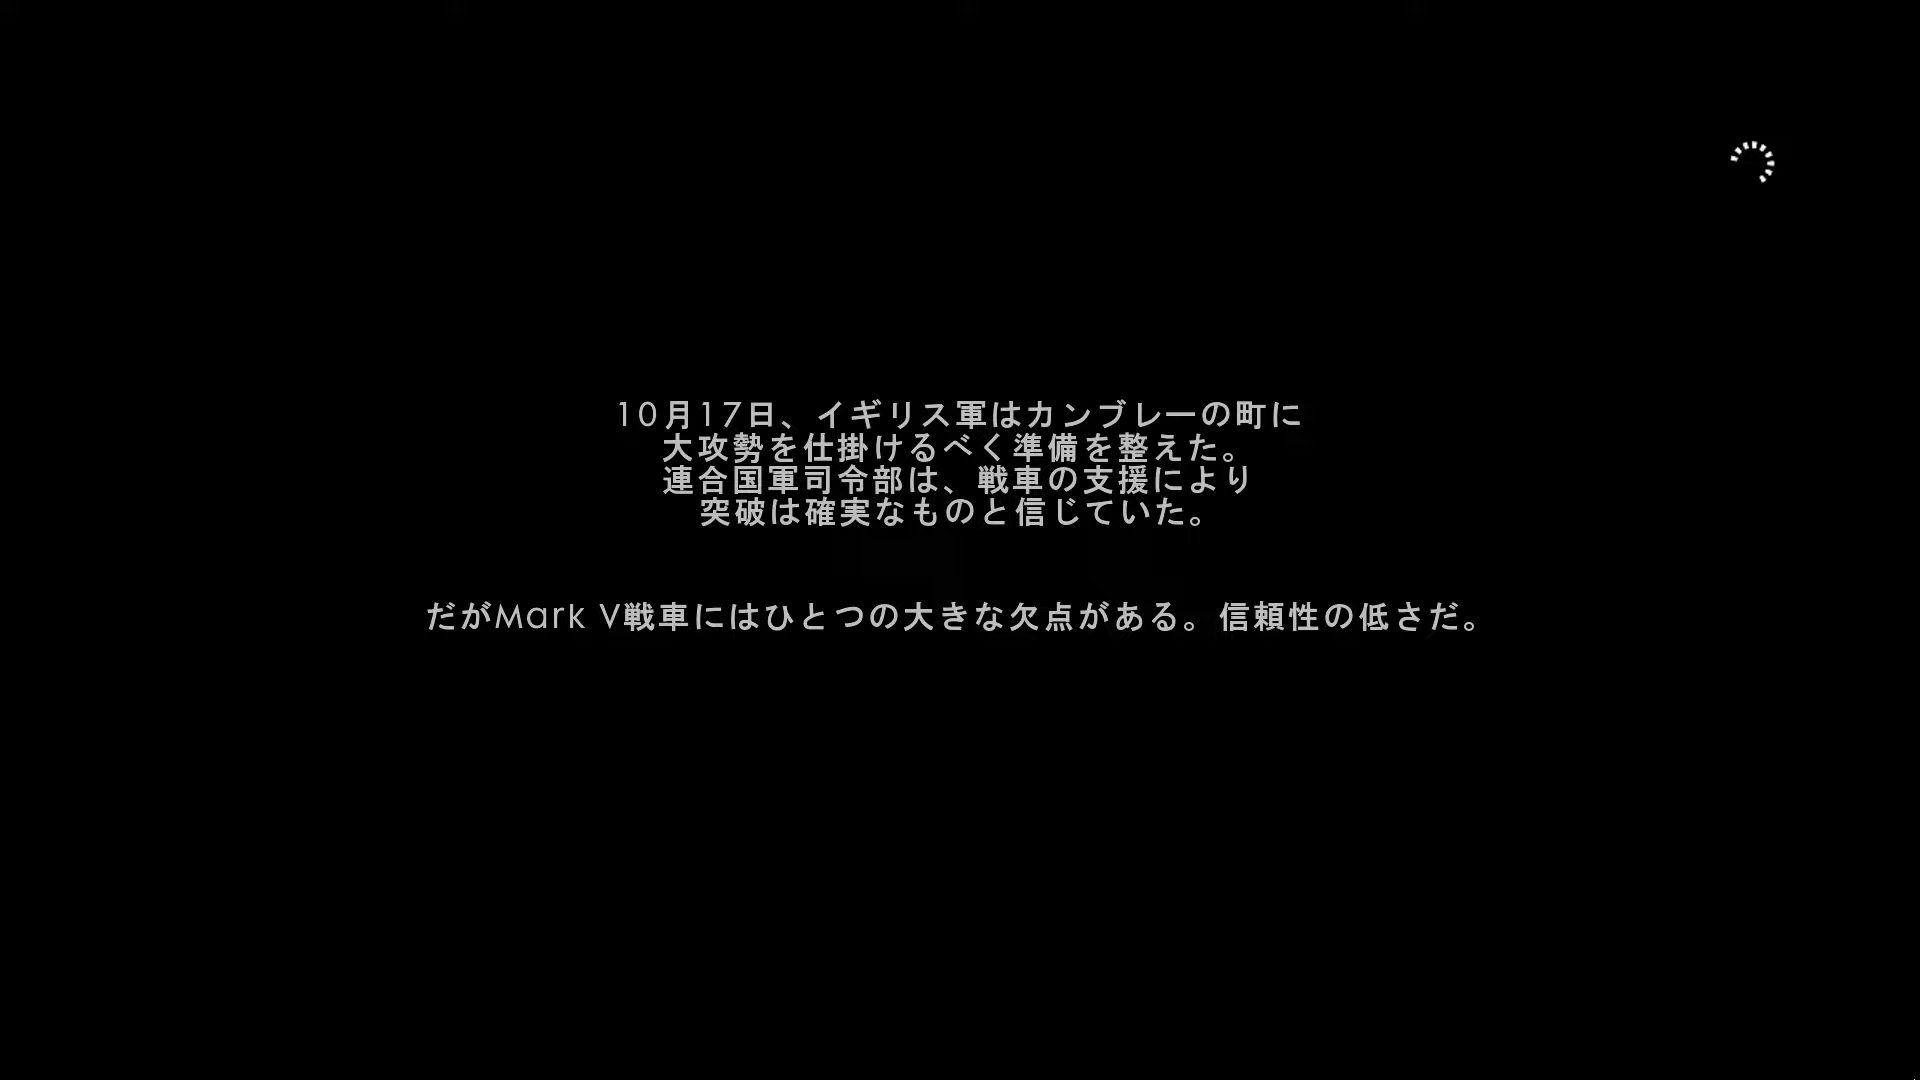 10月17日、イギリス軍はカンブレーの町に
大攻勢を仕掛けるべく準備を整えた。
連合国軍司令部は、戦車の支援により
突破は確実なものと信じていた。
だがMark V戦車にはひとつの大きな欠点がある。信頼性の低さだ。